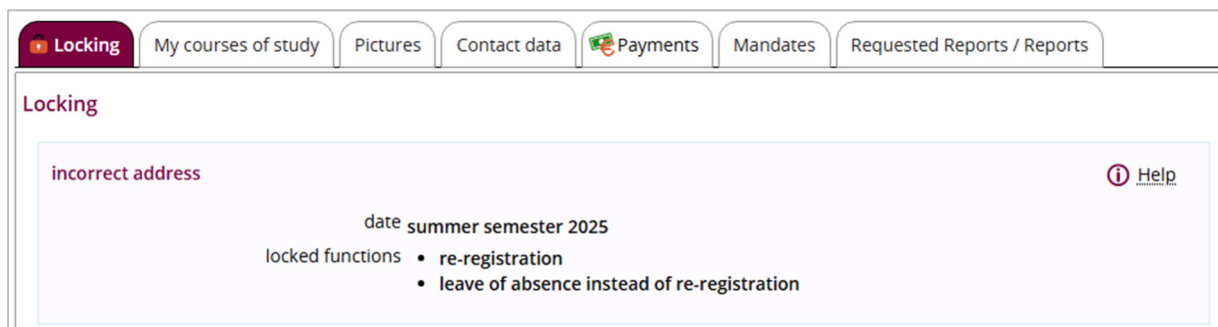 Locking
My courses of study
Pictures
Contact data
Payments
Mandates
Requested Reports / Reports
Locking
incorrect address
Help
date summer semester 2025
locked functions • re-registration
• leave of absence instead of re-registration